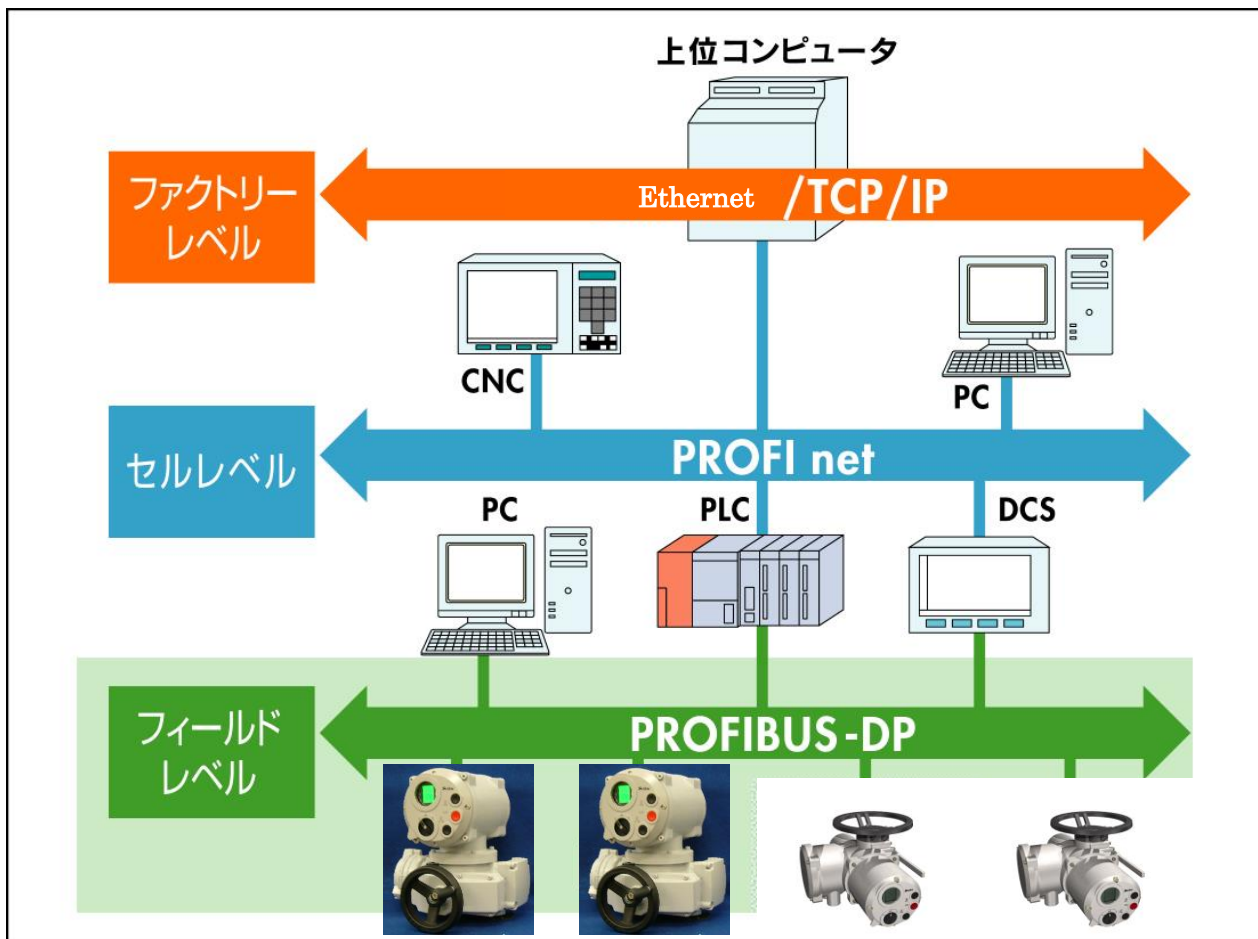 上位コンピュータ
ファクトリー
レベル
Ethernet /TCP/IP
CNC
PC
セルレベル
PROFI net
PC
PLC
DCS
フィールド
レベル
PROFIBUS-DP